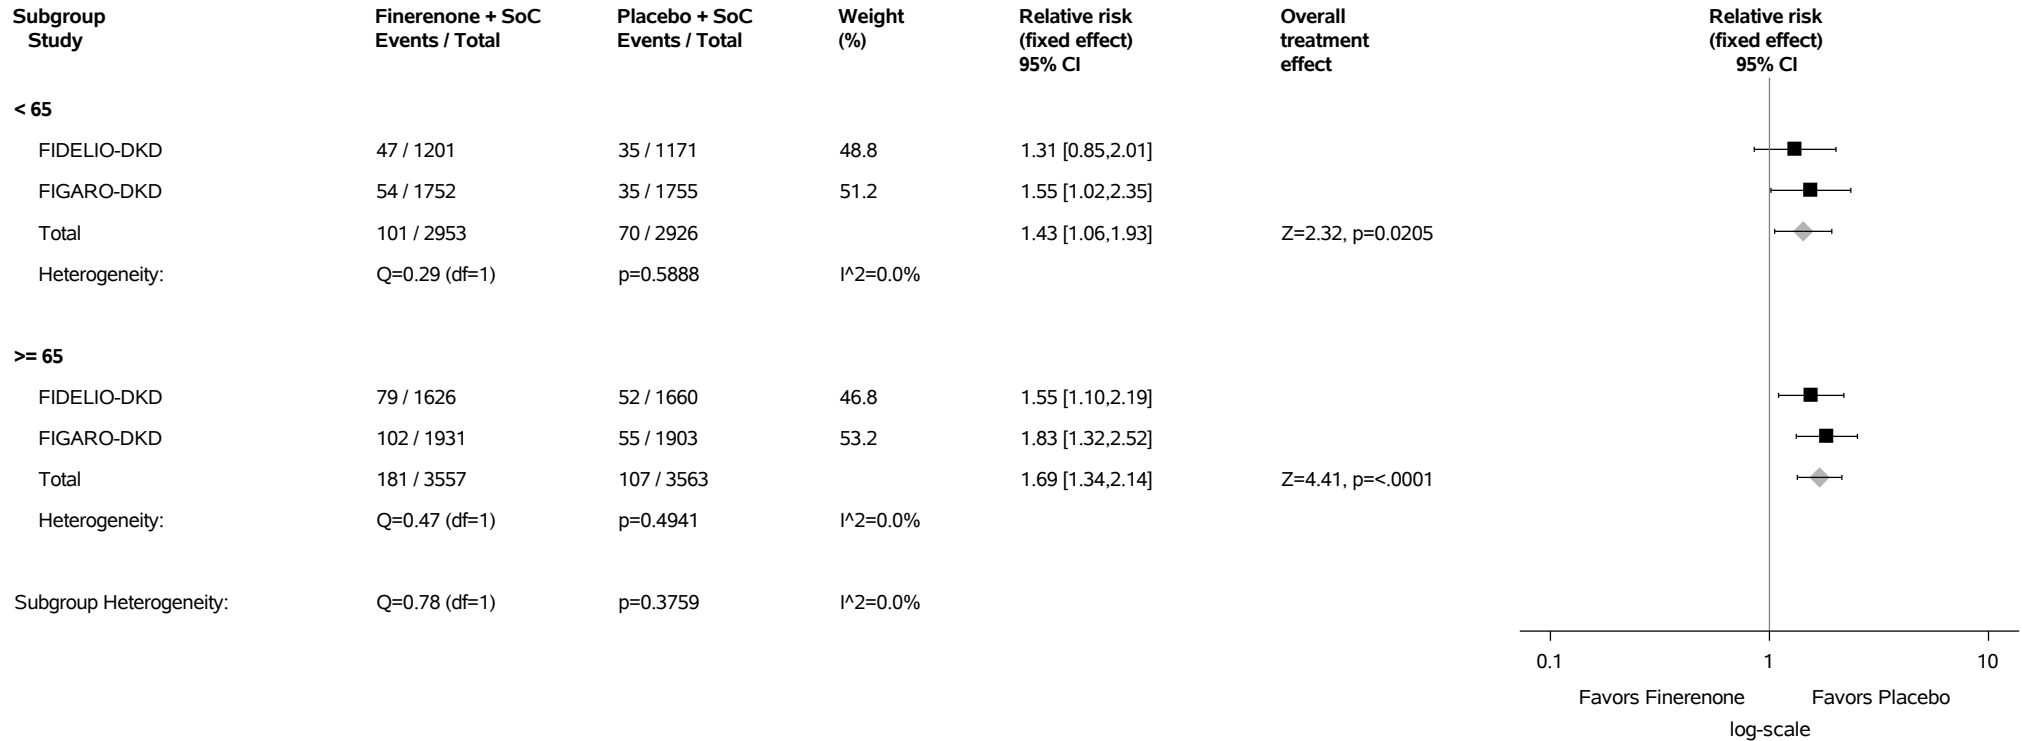 Subgroup Finerenone + SoC Placebo + SoC Weight Relative risk Overall Relative risk
Study Events / Total Events / Total (%) (fixed effect) treatment (fixed effect)
95% CI effect 95% CI
< 65
FIDELIO-DKD 47 / 1201 35 / 1171 48.8 1.31 [0.85,2.01]
FIGARO-DKD 54 / 1752 35 / 1755 51.2 1.55 [1.02,2.35]
Total 101 / 2953 70 / 2926 1.43 [1.06,1.93] Z=2.32, p=0.0205
Heterogeneity: Q=0.29 (df=1) p=0.5888 I^2=0.0%
>= 65
FIDELIO-DKD 79 / 1626 52 / 1660 46.8 1.55 [1.10,2.19]
FIGARO-DKD 102 / 1931 55 / 1903 53.2 1.83 [1.32,2.52]
Total 181 / 3557 107 / 3563 1.69 [1.34,2.14] Z=4.41, p=<.0001
Heterogeneity: Q=0.47 (df=1) p=0.4941 I^2=0.0%
Subgroup Heterogeneity: Q=0.78 (df=1) p=0.3759 I^2=0.0%
0.1 1 10
Favors Finerenone Favors Placebo
log-scale